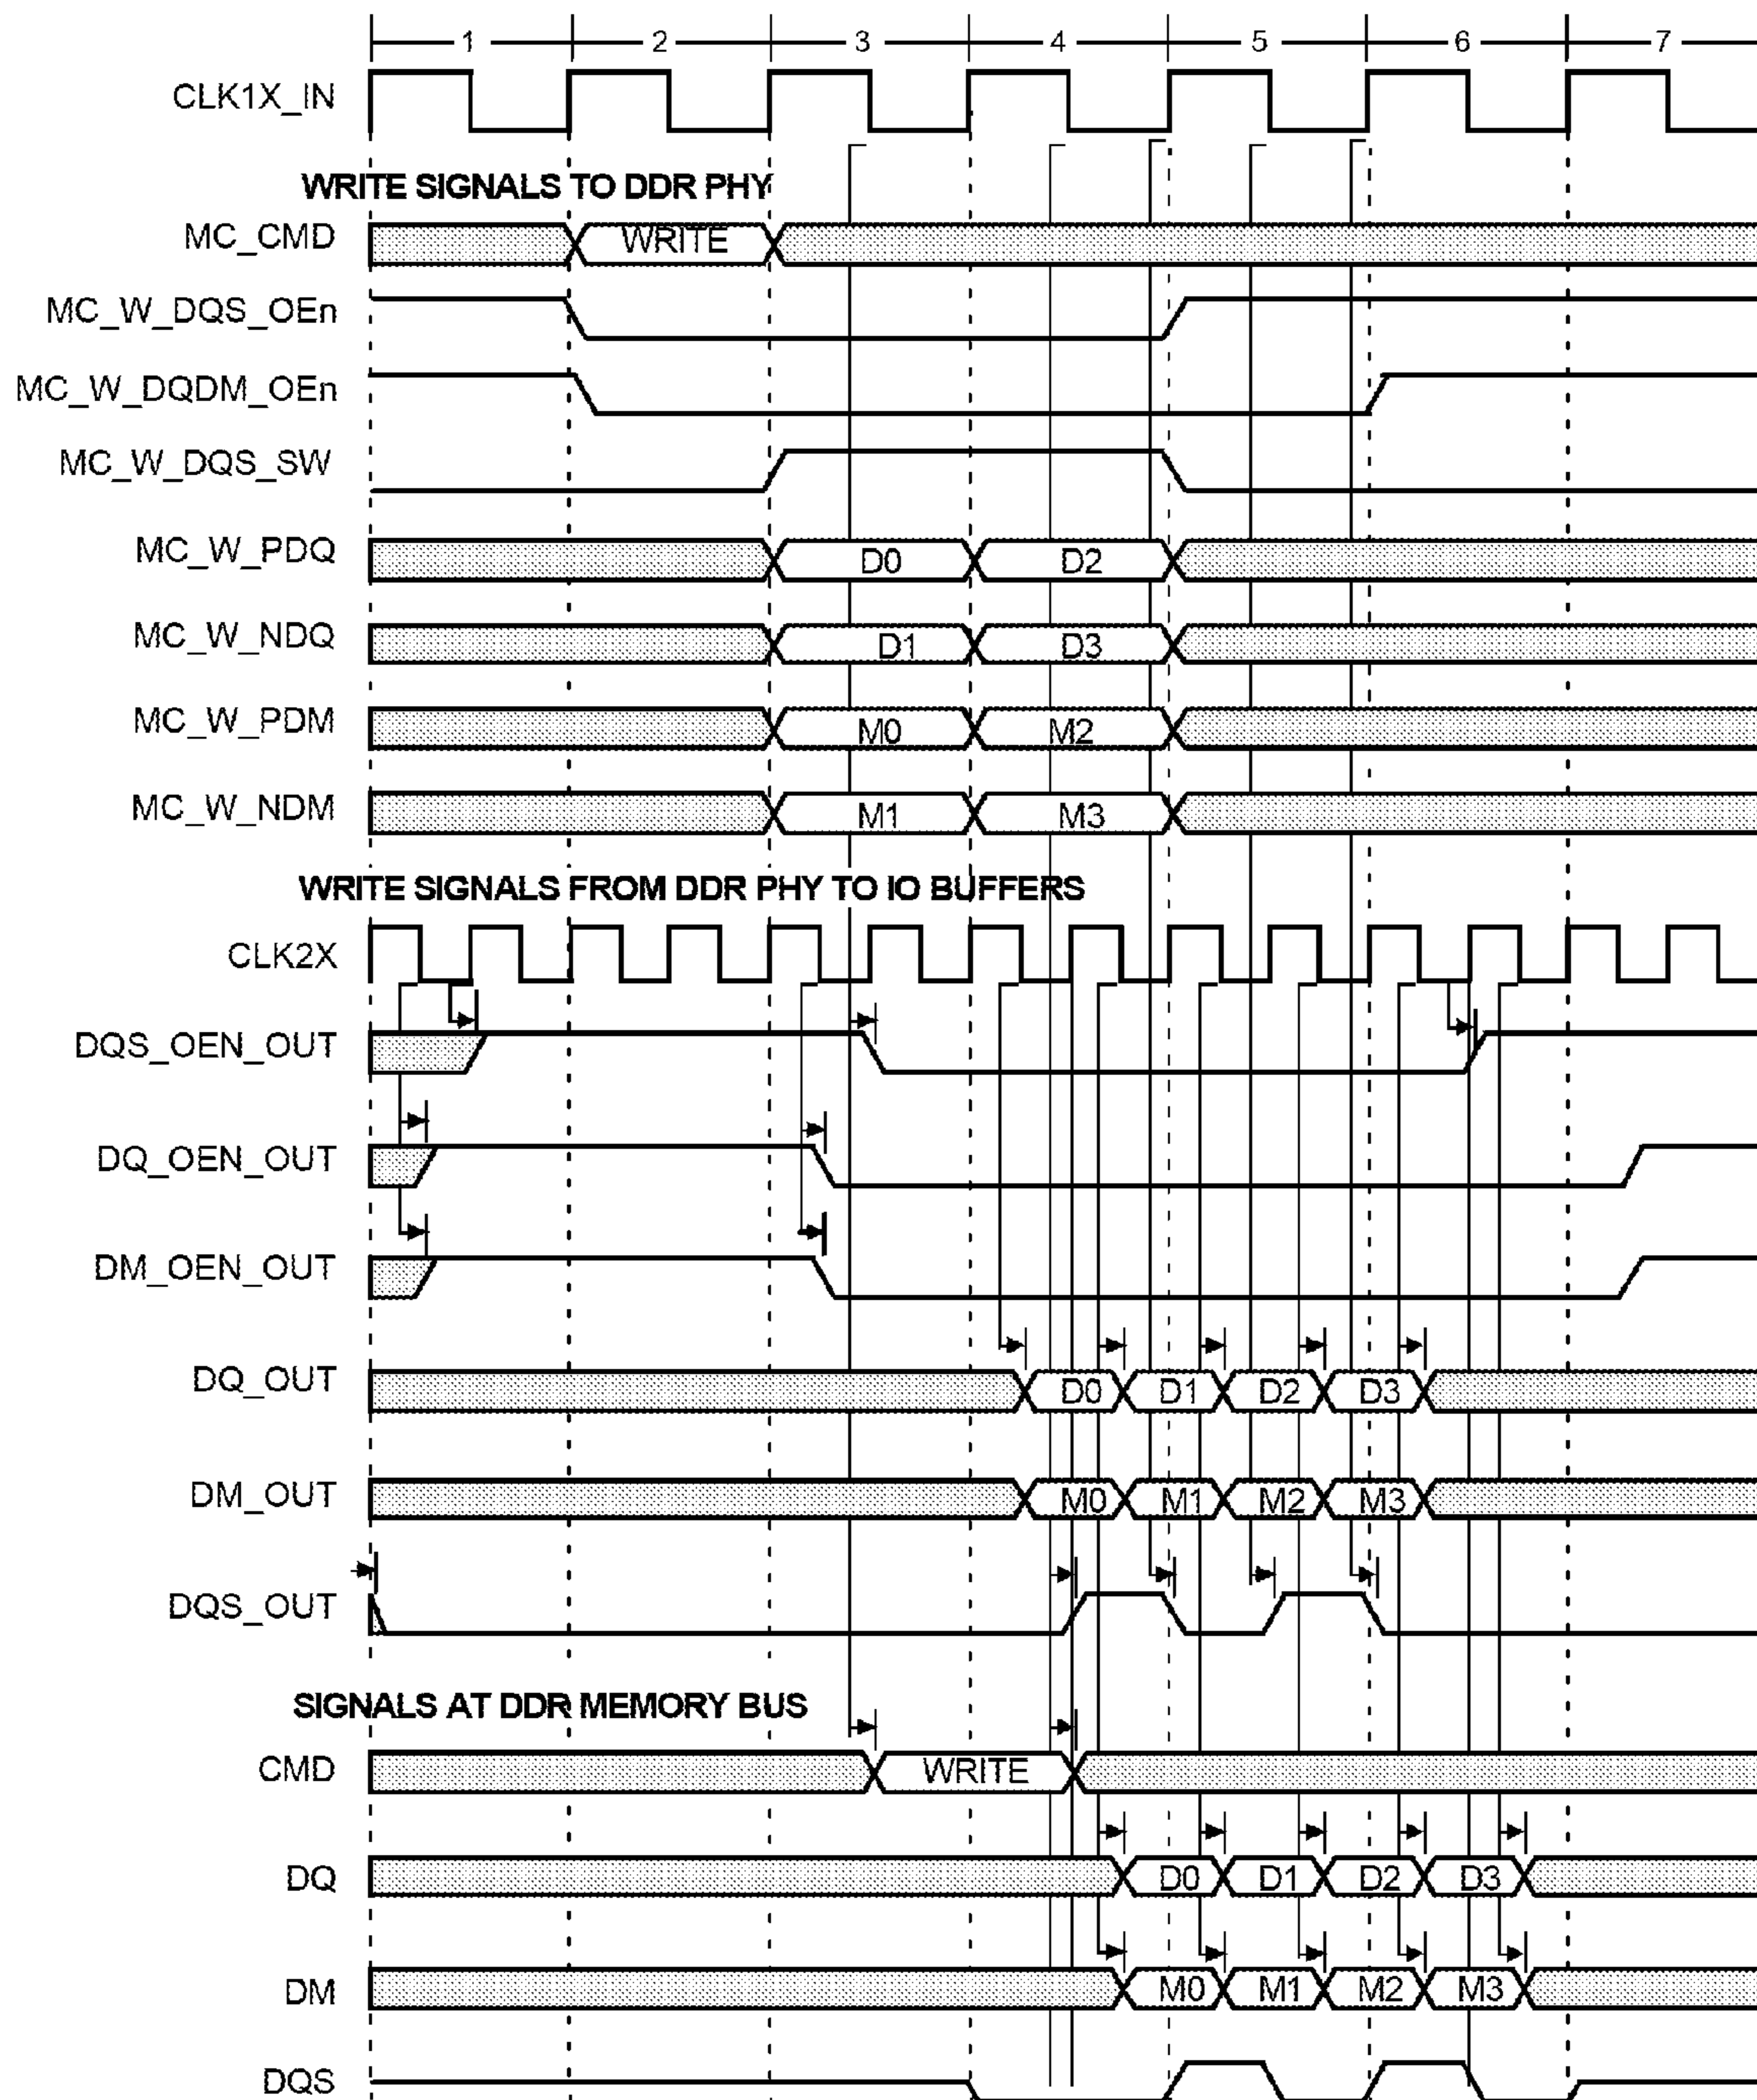 1 2 3 4 5 6 7
CLK1X_IN
WRITE SIGNALS TO DDR PHY
MC_CMD WRITE
MC_W_DQS_OEn
MC_W_DQDM_OEn
MC_W_DQS_SW
MC_W_PDQ D0 D2
MC_W_NDQ D1 D3
MC_W_PDM M0 M2
MC_W_NDM M1 M3
WRITE SIGNALS FROM DDR PHY TO IO BUFFERS
CLK2X
DQS_OEN_OUT
DQ_OEN_OUT
DM_OEN_OUT
DQ_OUT D0 D1 D2 D3
DM_OUT M0 M1 M2 M3
DQS_OUT
SIGNALS AT DDR MEMORY BUS
CMD WRITE
DQ D0 D1 D2 D3
DM M0 M1 M2 M3
DQS